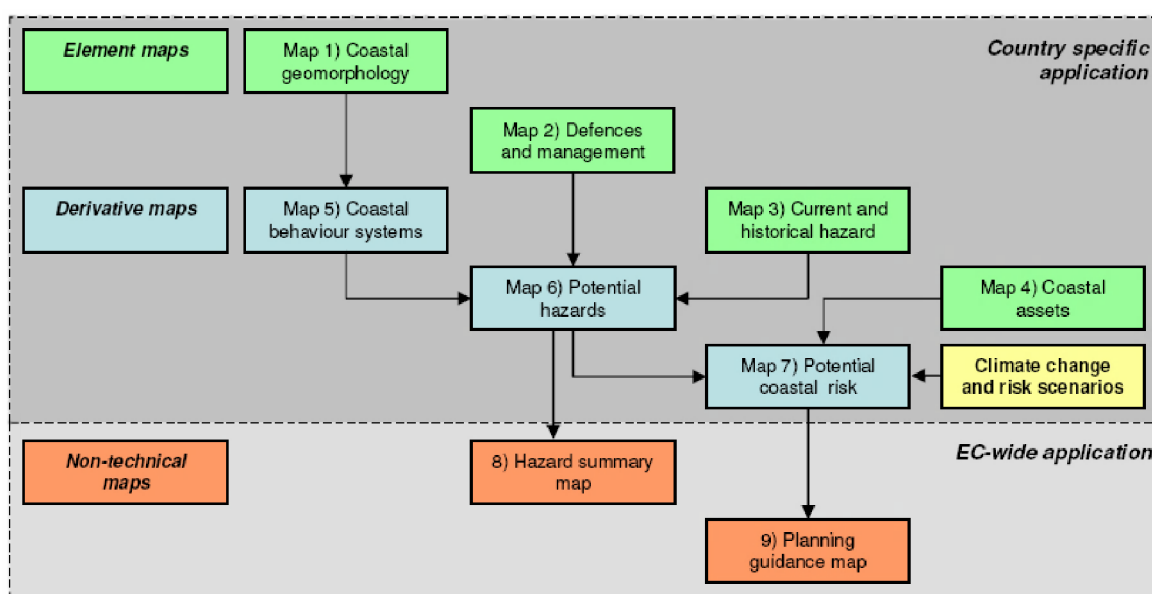 Element maps
Map 1) Coastal
geomorphology
Country specific
application
Map 2) Defences
and management
Derivative maps
Map 5) Coastal
behaviour systems
Map 3) Current and
historical hazard
Map 6) Potential
hazards
Map 4) Coastal
assets
Map 7) Potential
coastal risk
Climate change
and risk scenarios
Non-technical
maps
8) Hazard summary
map
EC-wide application
9) Planning
guidance map